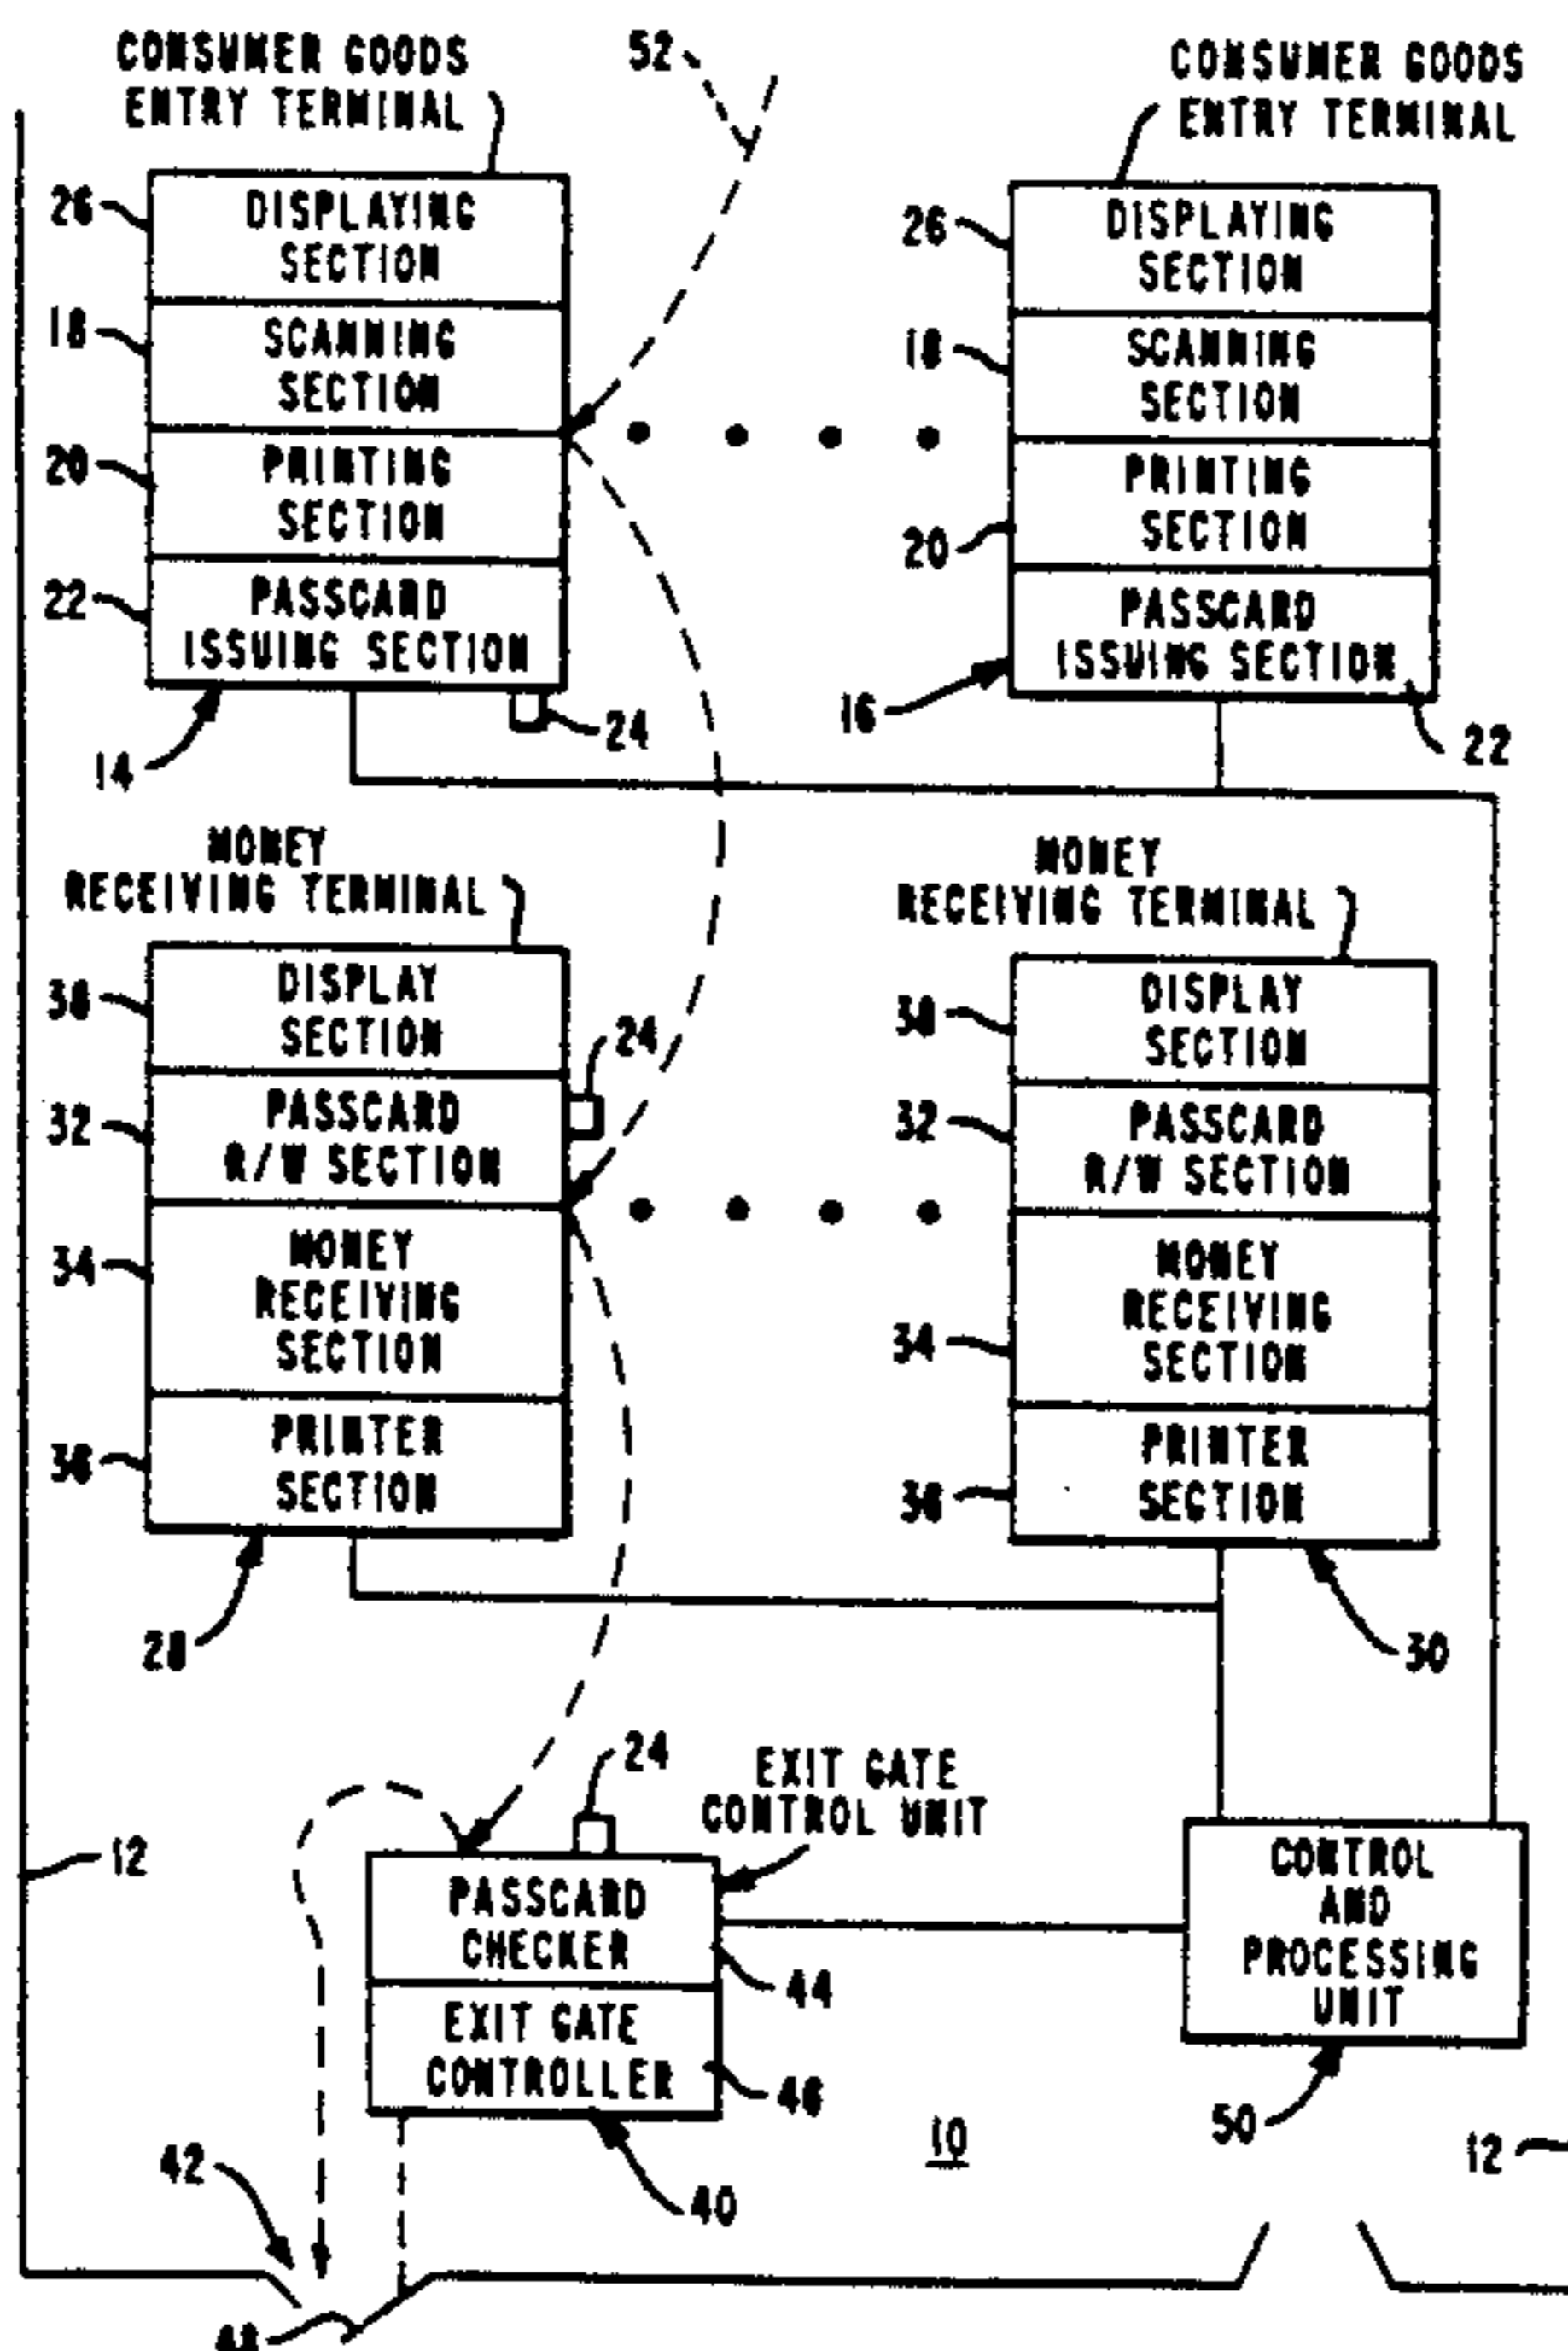 CONSUMER GOODS
ENTRY TERMINAL
52
CONSUMER GOODS
ENTRY TERMINAL
26
DISPLAYING
SECTION
18
SCANNING
SECTION
20
PRINTING
SECTION
22
PASSCARD
ISSUING SECTION
14
24
26
DISPLAYING
SECTION
18
SCANNING
SECTION
20
PRINTING
SECTION
PASSCARD
ISSUING SECTION
16
22
MONEY
RECEIVING TERMINAL
MONEY
RECEIVING TERMINAL
DISPLAY
SECTION
24
32
PASSCARD
R/W SECTION
34
MONEY
RECEIVING
SECTION
PRINTER
SECTION
28
DISPLAY
SECTION
32
PASSCARD
R/W SECTION
34
MONEY
RECEIVING
SECTION
36
PRINTER
SECTION
30
24
EXIT GATE
CONTROL UNIT
12
PASSCARD
CHECKER
44
EXIT GATE
CONTROLLER
46
CONTROL
AND
PROCESSING
UNIT
50
10
12
42
40